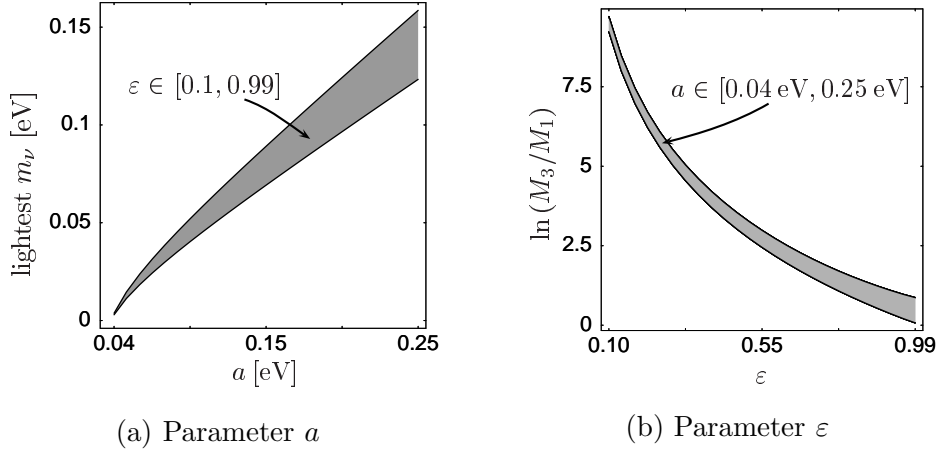 0.15
0.1
0.05
0
lightest m_ν [eV]
ε ∈ [0.1, 0.99]
0.04
0.15
0.25
a [eV]
(a) Parameter a
7.5
5
2.5
0
ln (M_3/M_1)
a ∈ [0.04 eV, 0.25 eV]
0.10
0.55
0.99
ε
(b) Parameter ε